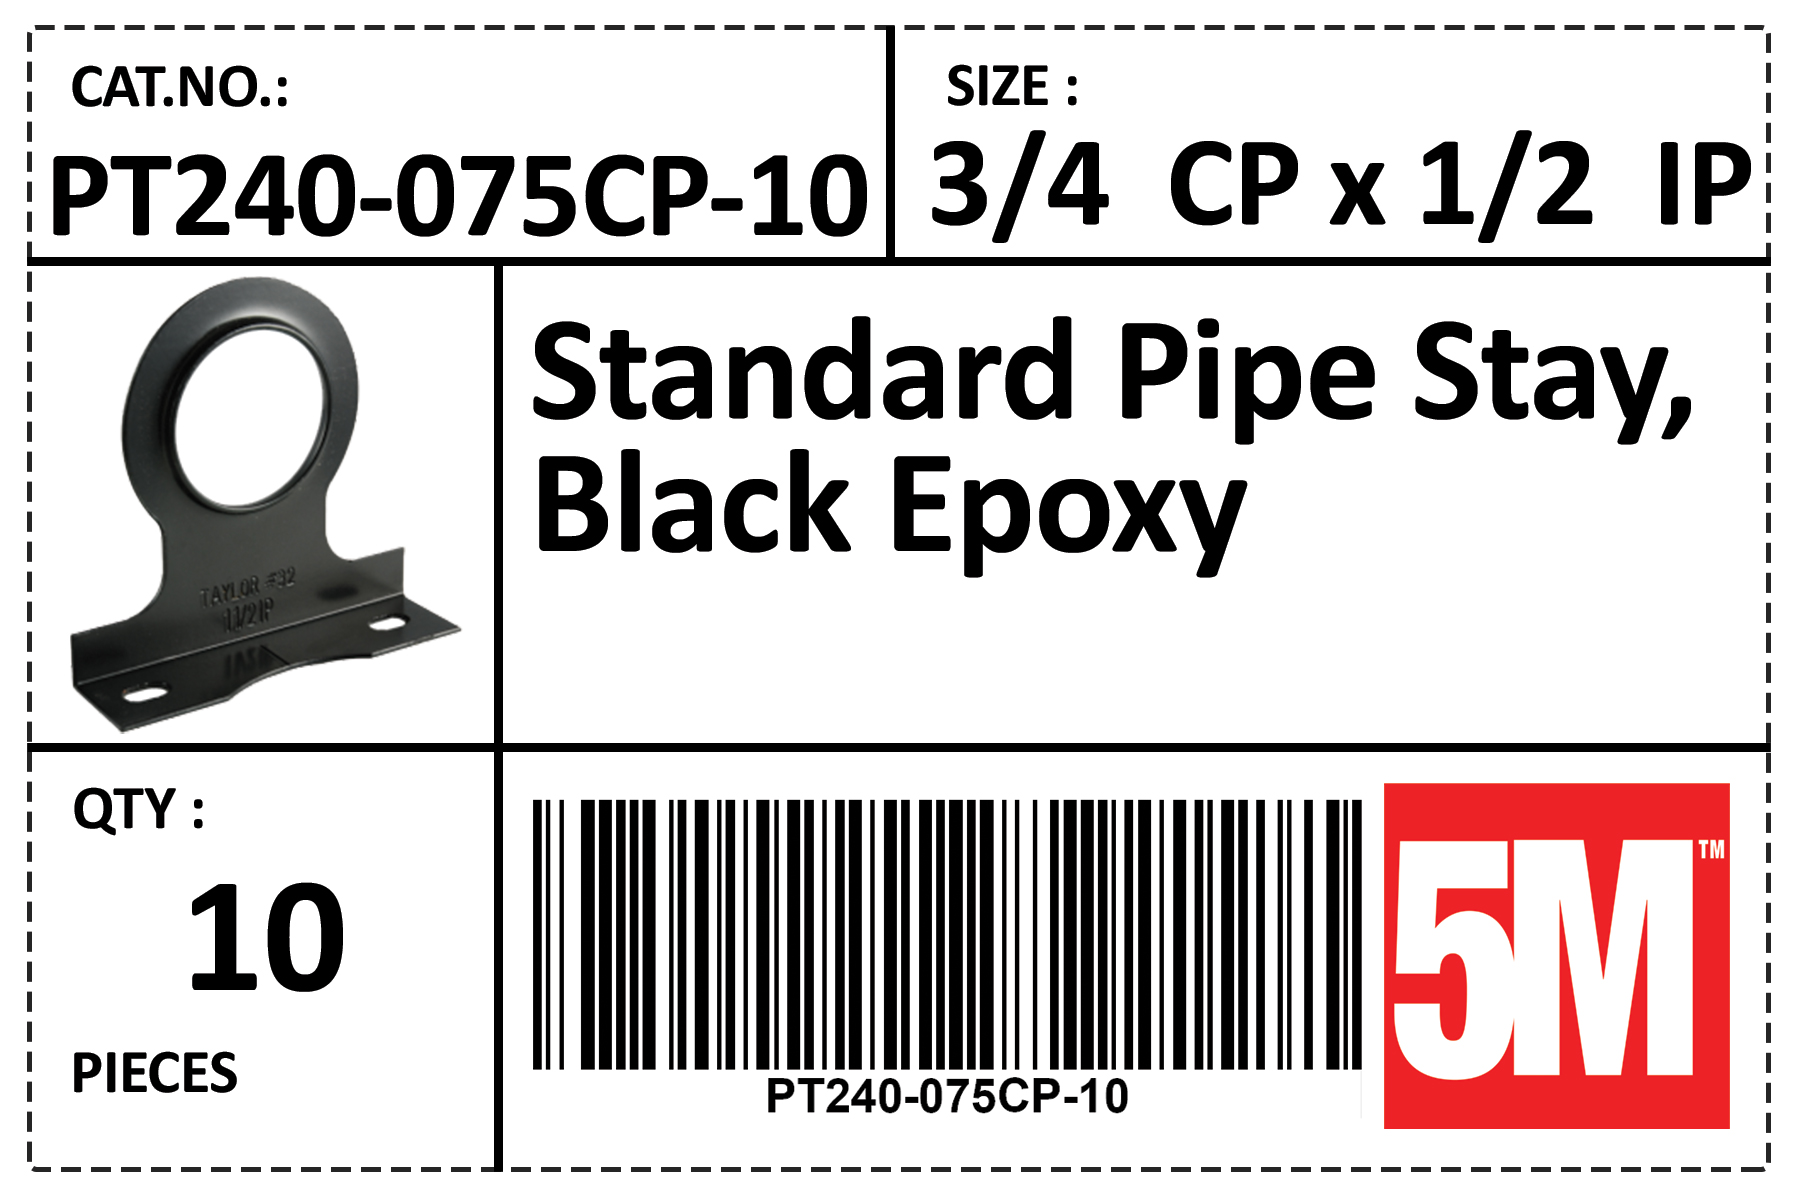 CAT.NO.:
PT240-075CP-10
SIZE :
3/4 CP x 1/2 IP
TAYLOR #32
1 1/2 IP
Standard Pipe Stay,
Black Epoxy
QTY :
10
PIECES
PT240-075CP-10
5M™